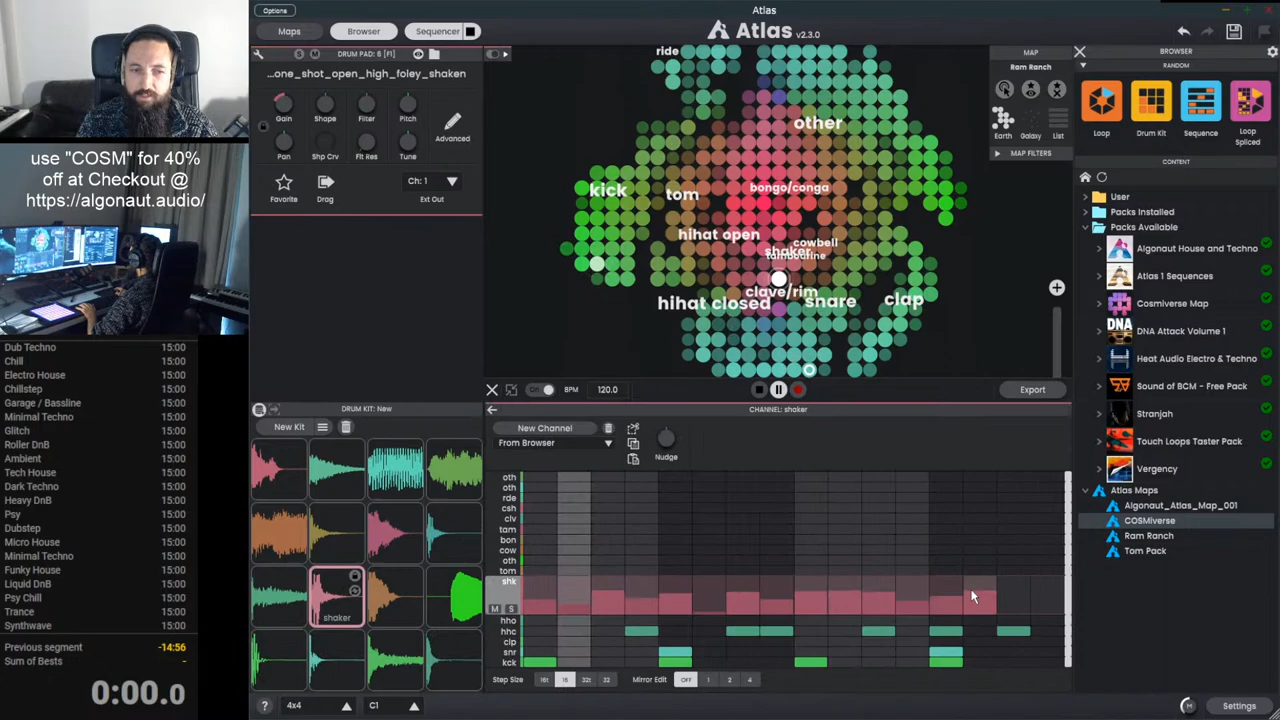 Options
Atlas
Maps
Browser
Sequencer
Atlas v2.3.0
DRUM PAD: 6 [F1]
S
M
...one_shot_open_high_foley_shaken
Gain
Shape
Filter
Pitch
Advanced
Pan
Shp Crv
Flt Res
Tune
Favorite
Drag
Ch: 1
Ext Out
use "COSM" for 40%
off at Checkout @
https://algonaut.audio/
Dub Techno 15:00
Chill 15:00
Electro House 15:00
Chillstep 15:00
Garage / Bassline 15:00
Minimal Techno 15:00
Glitch 15:00
Roller DnB 15:00
Ambient 15:00
Tech House 15:00
Dark Techno 15:00
Heavy DnB 15:00
Psy 15:00
Dubstep 15:00
Micro House 15:00
Minimal Techno 15:00
Funky House 15:00
Liquid DnB 15:00
Psy Chill 15:00
Trance 15:00
Synthwave 15:00
Previous segment -14:56
Sum of Bests -
0:00.0
ride
other
kick
tom
bongo/conga
hihat open
cowbell
shaker
tambourine
clave/rim
hihat closed
snare
clap
MAP
Ram Ranch
Earth
Galaxy
List
MAP FILTERS
BROWSER
RANDOM
Loop
Drum Kit
Sequence
Loop
Spliced
CONTENT
User
Packs Installed
Packs Available
Algonaut House and Techno
Atlas 1 Sequences
Cosmiverse Map
DNA
DNA Attack Volume 1
Heat Audio Electro & Techno
Sound of BCM - Free Pack
Stranjah
Touch Loops Taster Pack
Vergency
Atlas Maps
Algonaut_Atlas_Map_001
COSMiverse
Ram Ranch
Tom Pack
On
BPM
120.0
Export
DRUM KIT: New
New Kit
shaker
4x4
C1
CHANNEL: shaker
New Channel
From Browser
Nudge
oth
oth
rde
csh
clv
tam
bon
cow
oth
tom
shk
M
S
hho
hhc
clp
snr
kck
Step Size
16t
16
32t
32
Mirror Edit
OFF
1
2
4
?
Settings